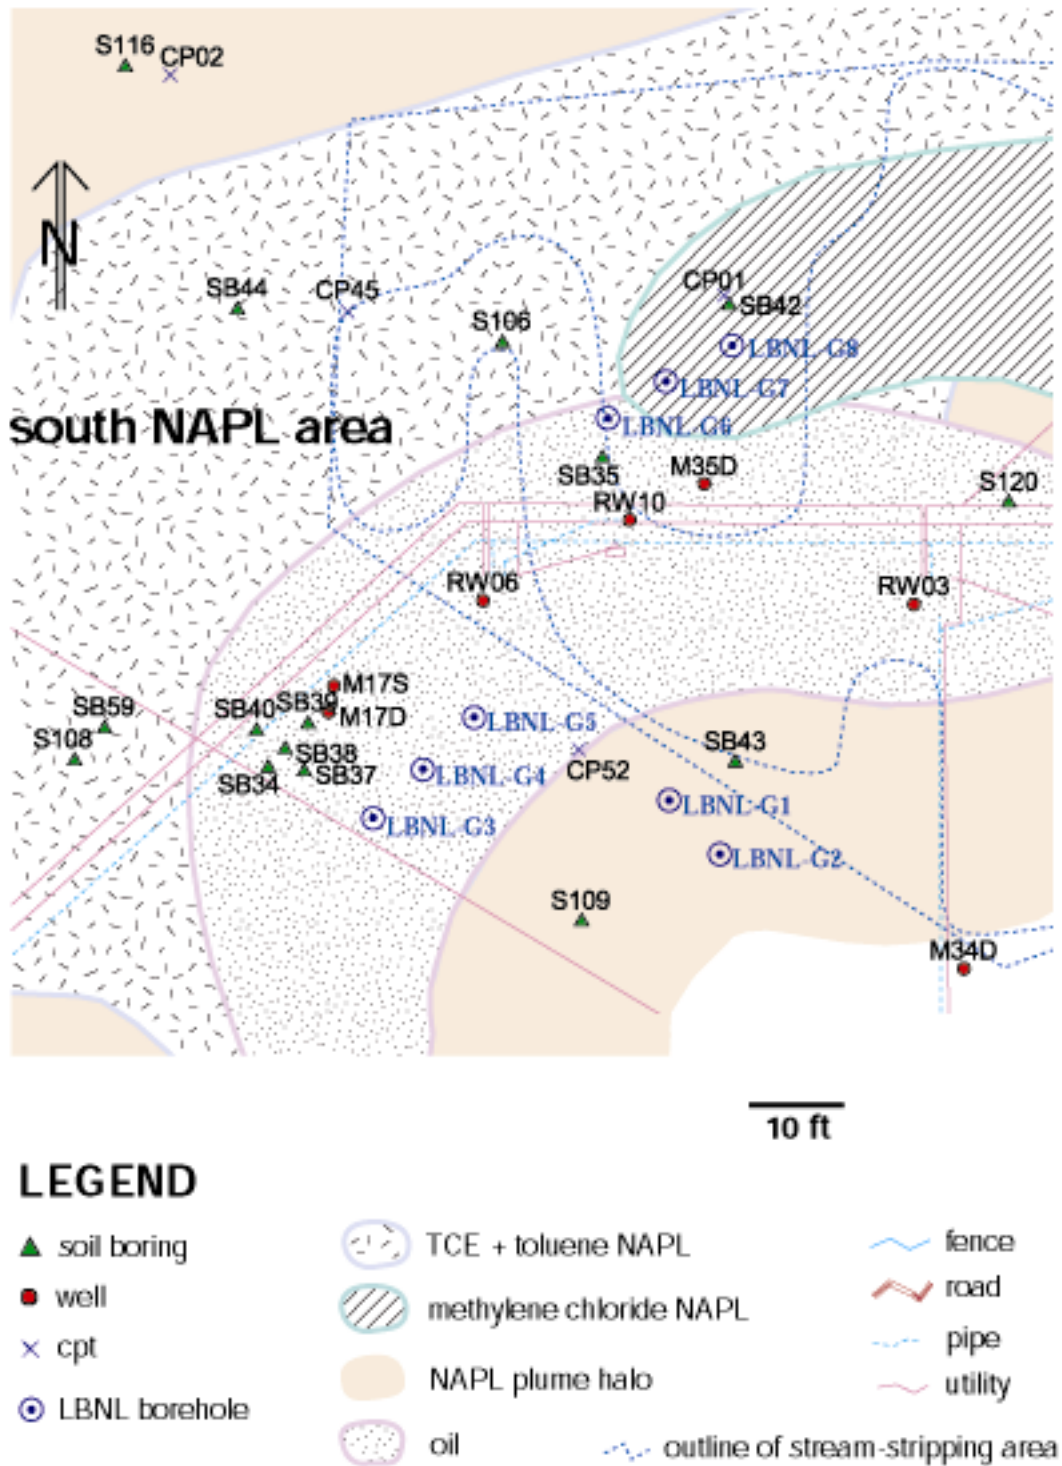 S116
CP02
N
SB44
CP45
S106
CP01
SB42
LBNL-G8
LBNL-G7
LBNL-G6
south NAPL area
SB35
M35D
RW10
S120
RW06
RW03
M17S
SB59
SB40
SB39
M17D
LBNL-G5
S108
SB38
SB43
SB34
SB37
LBNL-G4
CP52
LBNL-G1
LBNL-G3
LBNL-G2
S109
M34D
10 ft
LEGEND
soil boring
well
cpt
LBNL borehole
TCE + toluene NAPL
methylene chloride NAPL
NAPL plume halo
oil
fence
road
pipe
utility
outline of stream-stripping area